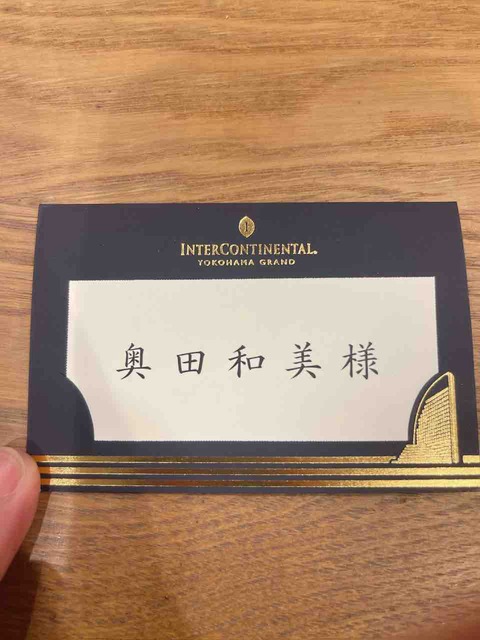 INTERCONTINENTAL.
YOKOHAMA GRAND
奥田和美様